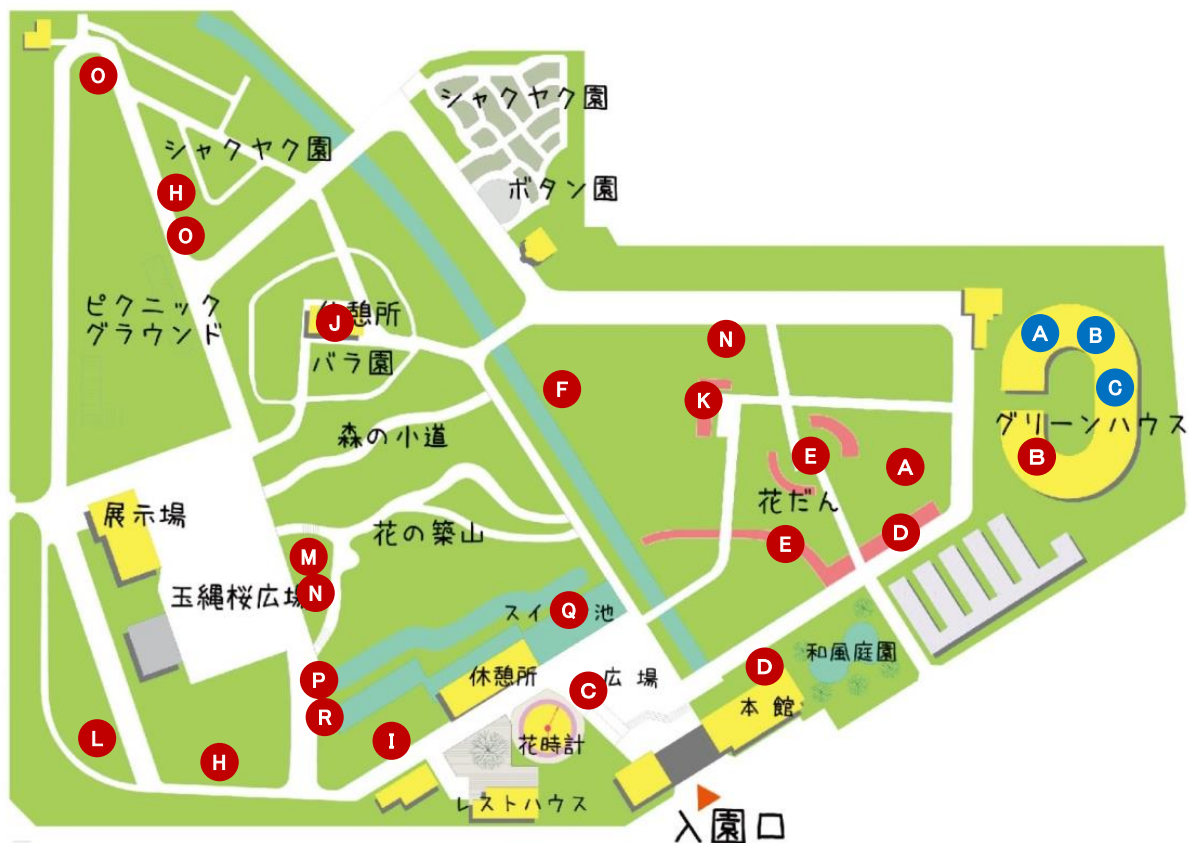 O
シャクヤク園
シャクヤク園
H
ボタン園
O
ピクニック
グラウンド
休憩所
J
バラ園
N
A
B
C
F
K
グリーンハウス
森の小道
E
A
B
花だん
展示場
花の築山
D
E
M
玉縄桜広場
N
スイ
Q
池
和風庭園
P
休憩所
広場
D
R
C
本館
L
I
花時計
H
レストハウス
入園口